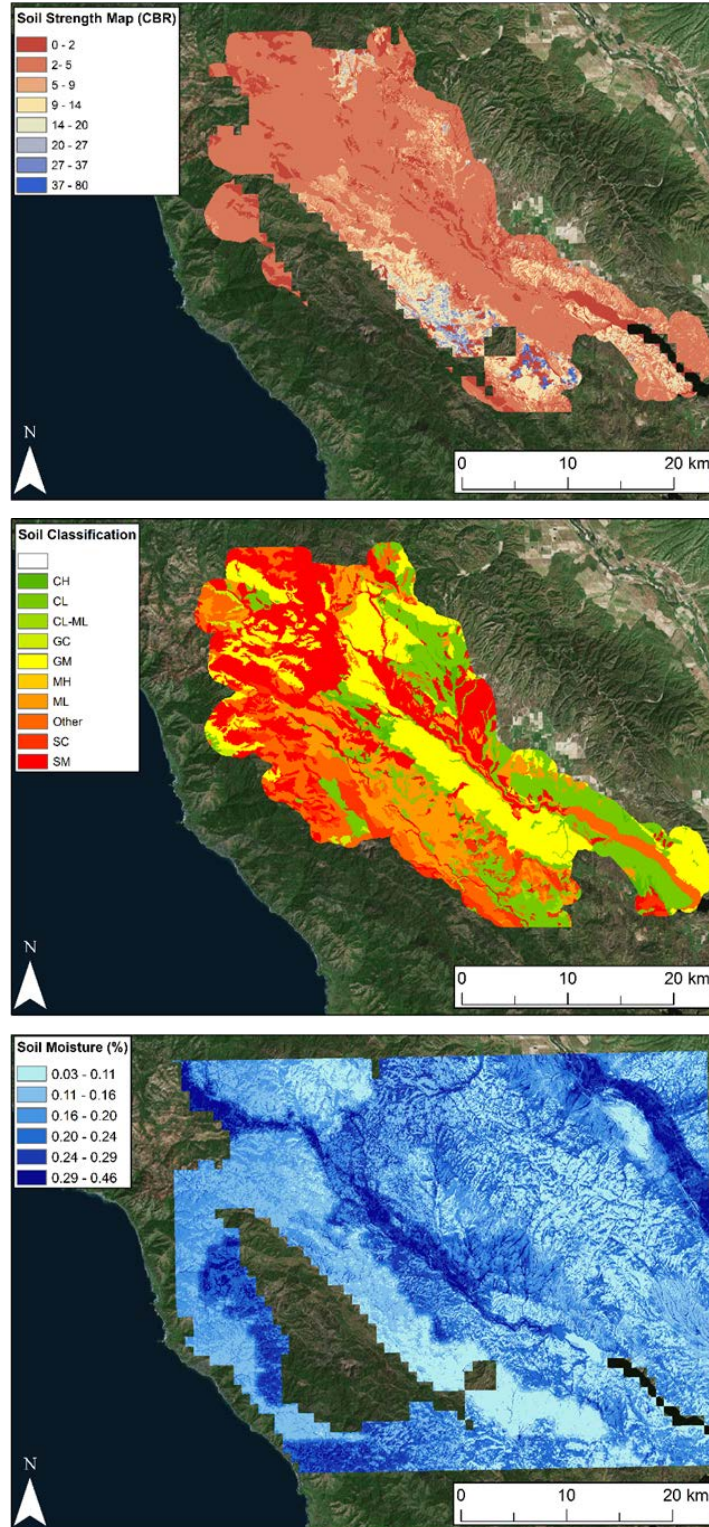 Soil Strength Map (CBR)
0 - 2
2 - 5
5 - 9
9 - 14
14 - 20
20 - 27
27 - 37
37 - 80
N
0 10 20 km
Soil Classification
CH
CL
CL-ML
GC
GM
MH
ML
Other
SC
SM
N
0 10 20 km
Soil Moisture (%)
0.03 - 0.11
0.11 - 0.16
0.16 - 0.20
0.20 - 0.24
0.24 - 0.29
0.29 - 0.46
N
0 10 20 km